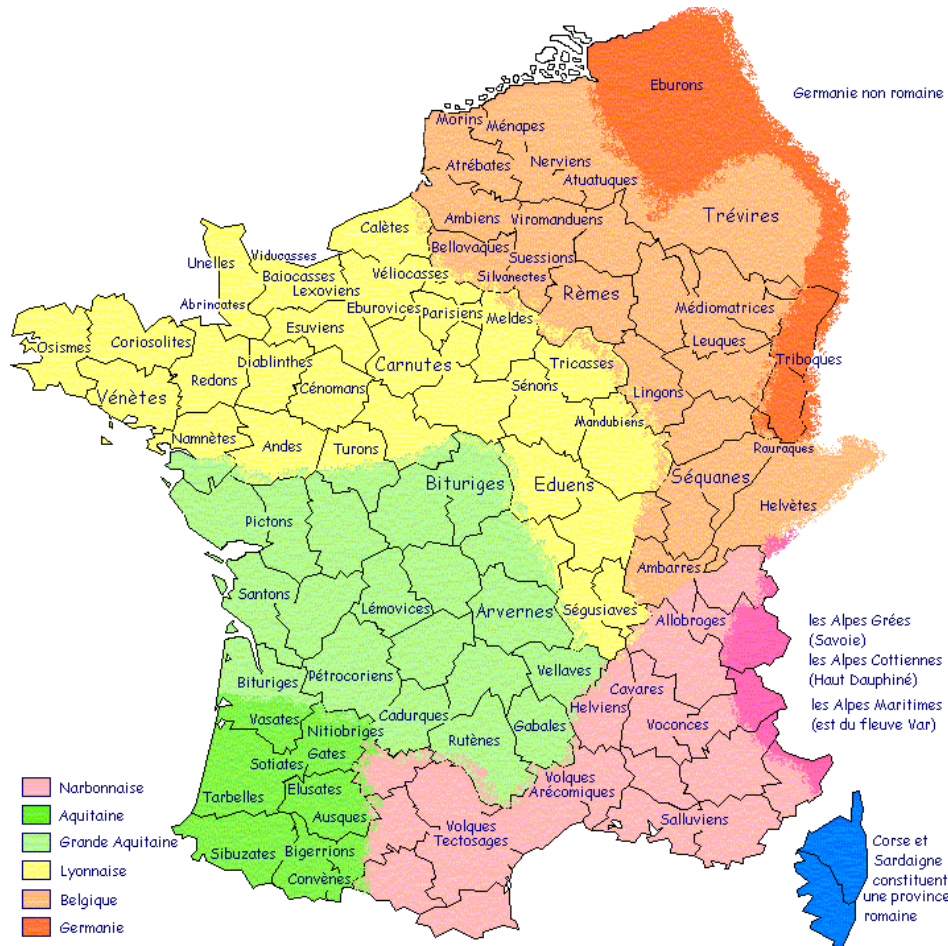 Eburons
Germanie non romaine
Morins
Ménapes
Nerviens
Atrébates
Atuatuques
Trévires
Ambiens
Viromanduens
Calètes
Bellovaques
Suessions
Viducasses
Unelles
Baiocasses
Véliocasses
Silvanectes
Lexoviens
Rèmes
Abrincates
Eburovices
Parisiens
Meldes
Médiomatrices
Esuviens
Leuques
Osismes
Coriosolites
Diablinthes
Carnutes
Tricasses
Triboques
Redons
Cénomans
Sénons
Lingons
Vénètes
Mandubiens
Namnètes
Andes
Turons
Rauraques
Bituriges
Eduens
Séquanes
Helvètes
Pictons
Ambarres
Santons
Lémovices
Arvernes
Ségusiaves
Allobroges
les Alpes Grées
(Savoie)
les Alpes Cottiennes
(Haut Dauphiné)
les Alpes Maritimes
(est du fleuve Var)
Vellaves
Bituriges
Pétrocoriens
Cavares
Helviens
Vasates
Cadurques
Gabales
Voconces
Nitiobriges
Rutènes
Gates
Sotiates
Volques
Arécomiques
Elusates
Tarbelles
Ausques
Volques
Tectosages
Salluviens
Sibuzates
Bigerrions
Convènes
Narbonnaise
Aquitaine
Grande Aquitaine
Lyonnaise
Belgique
Germanie
Corse et
Sardaigne
constituent
une province
romaine